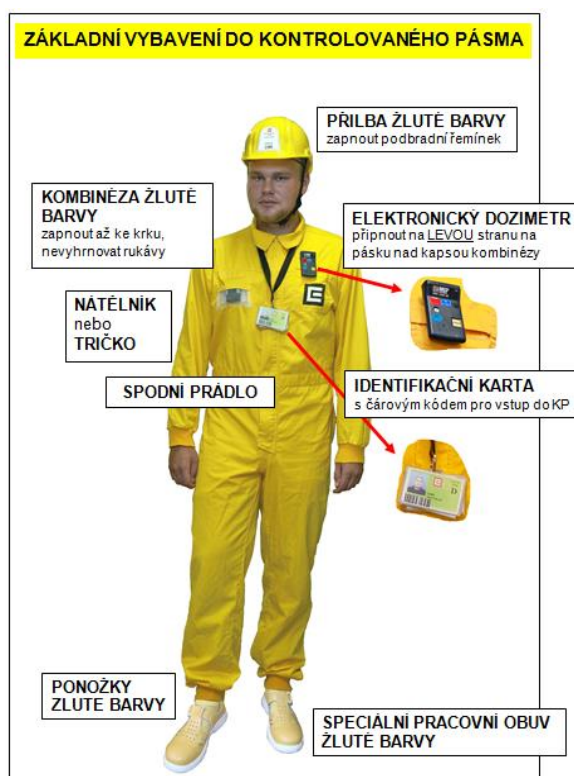 ZÁKLADNÍ VYBAVENÍ DO KONTROLOVANÉHO PÁSMA
PŘILBA ŽLUTÉ BARVY
zapnout podbradní řemínek
KOMBINÉZA ŽLUTÉ
BARVY
zapnout až ke krku,
nevyhrnovat rukávy
ELEKTRONICKÝ DOZIMETR
připnout na LEVOU stranu na
pásku nad kapsou kombinézy
NÁTĚLNÍK
nebo
TRIČKO
SPODNÍ PRÁDLO
IDENTIFIKAČNÍ KARTA
s čárovým kódem pro vstup do KP
D
PONOŽKY
ŽLUTÉ BARVY
SPECIÁLNÍ PRACOVNÍ OBUV
ŽLUTÉ BARVY